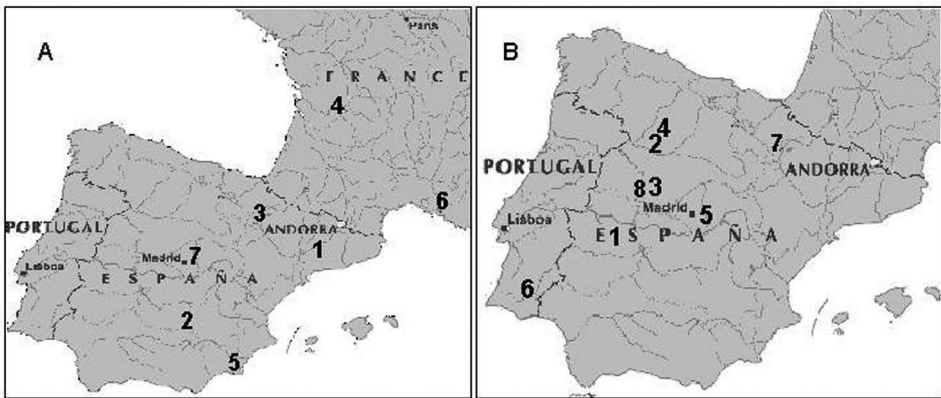 A
Paris
F R A N C E
4
6
3
PORTUGAL
ANDORRA
1
7
Madrid
Lisboa
E S P A Ñ A
2
5
B
4
2
7
PORTUGAL
ANDORRA
8 3
Madrid
5
Lisboa
E S P A Ñ A
1
6